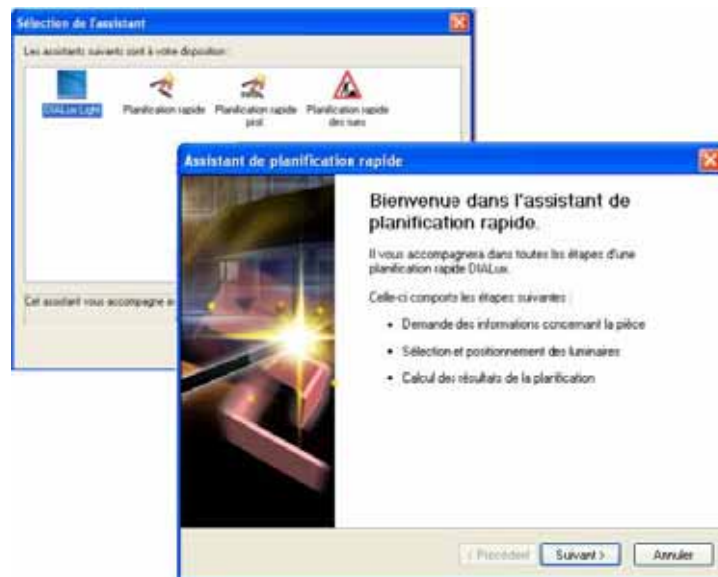 Sélection de l'assistant
Les assistants suivants sont à votre disposition :
DIALux Light
Planification rapide
Planification rapide
pist
Planification rapide
des rues
Cet assistant vous accompagne
Assistant de planification rapide
Bienvenue dans l'assistant de
planification rapide.
Il vous accompagnera dans toutes les étapes d'une
planification rapide DIALux.
Celle-ci comporte les étapes suivantes :
• Demande des informations concernant la pièce
• Sélection et positionnement des luminaires
• Calcul des résultats de la planification
< Précédent
Suivant >
Annuler